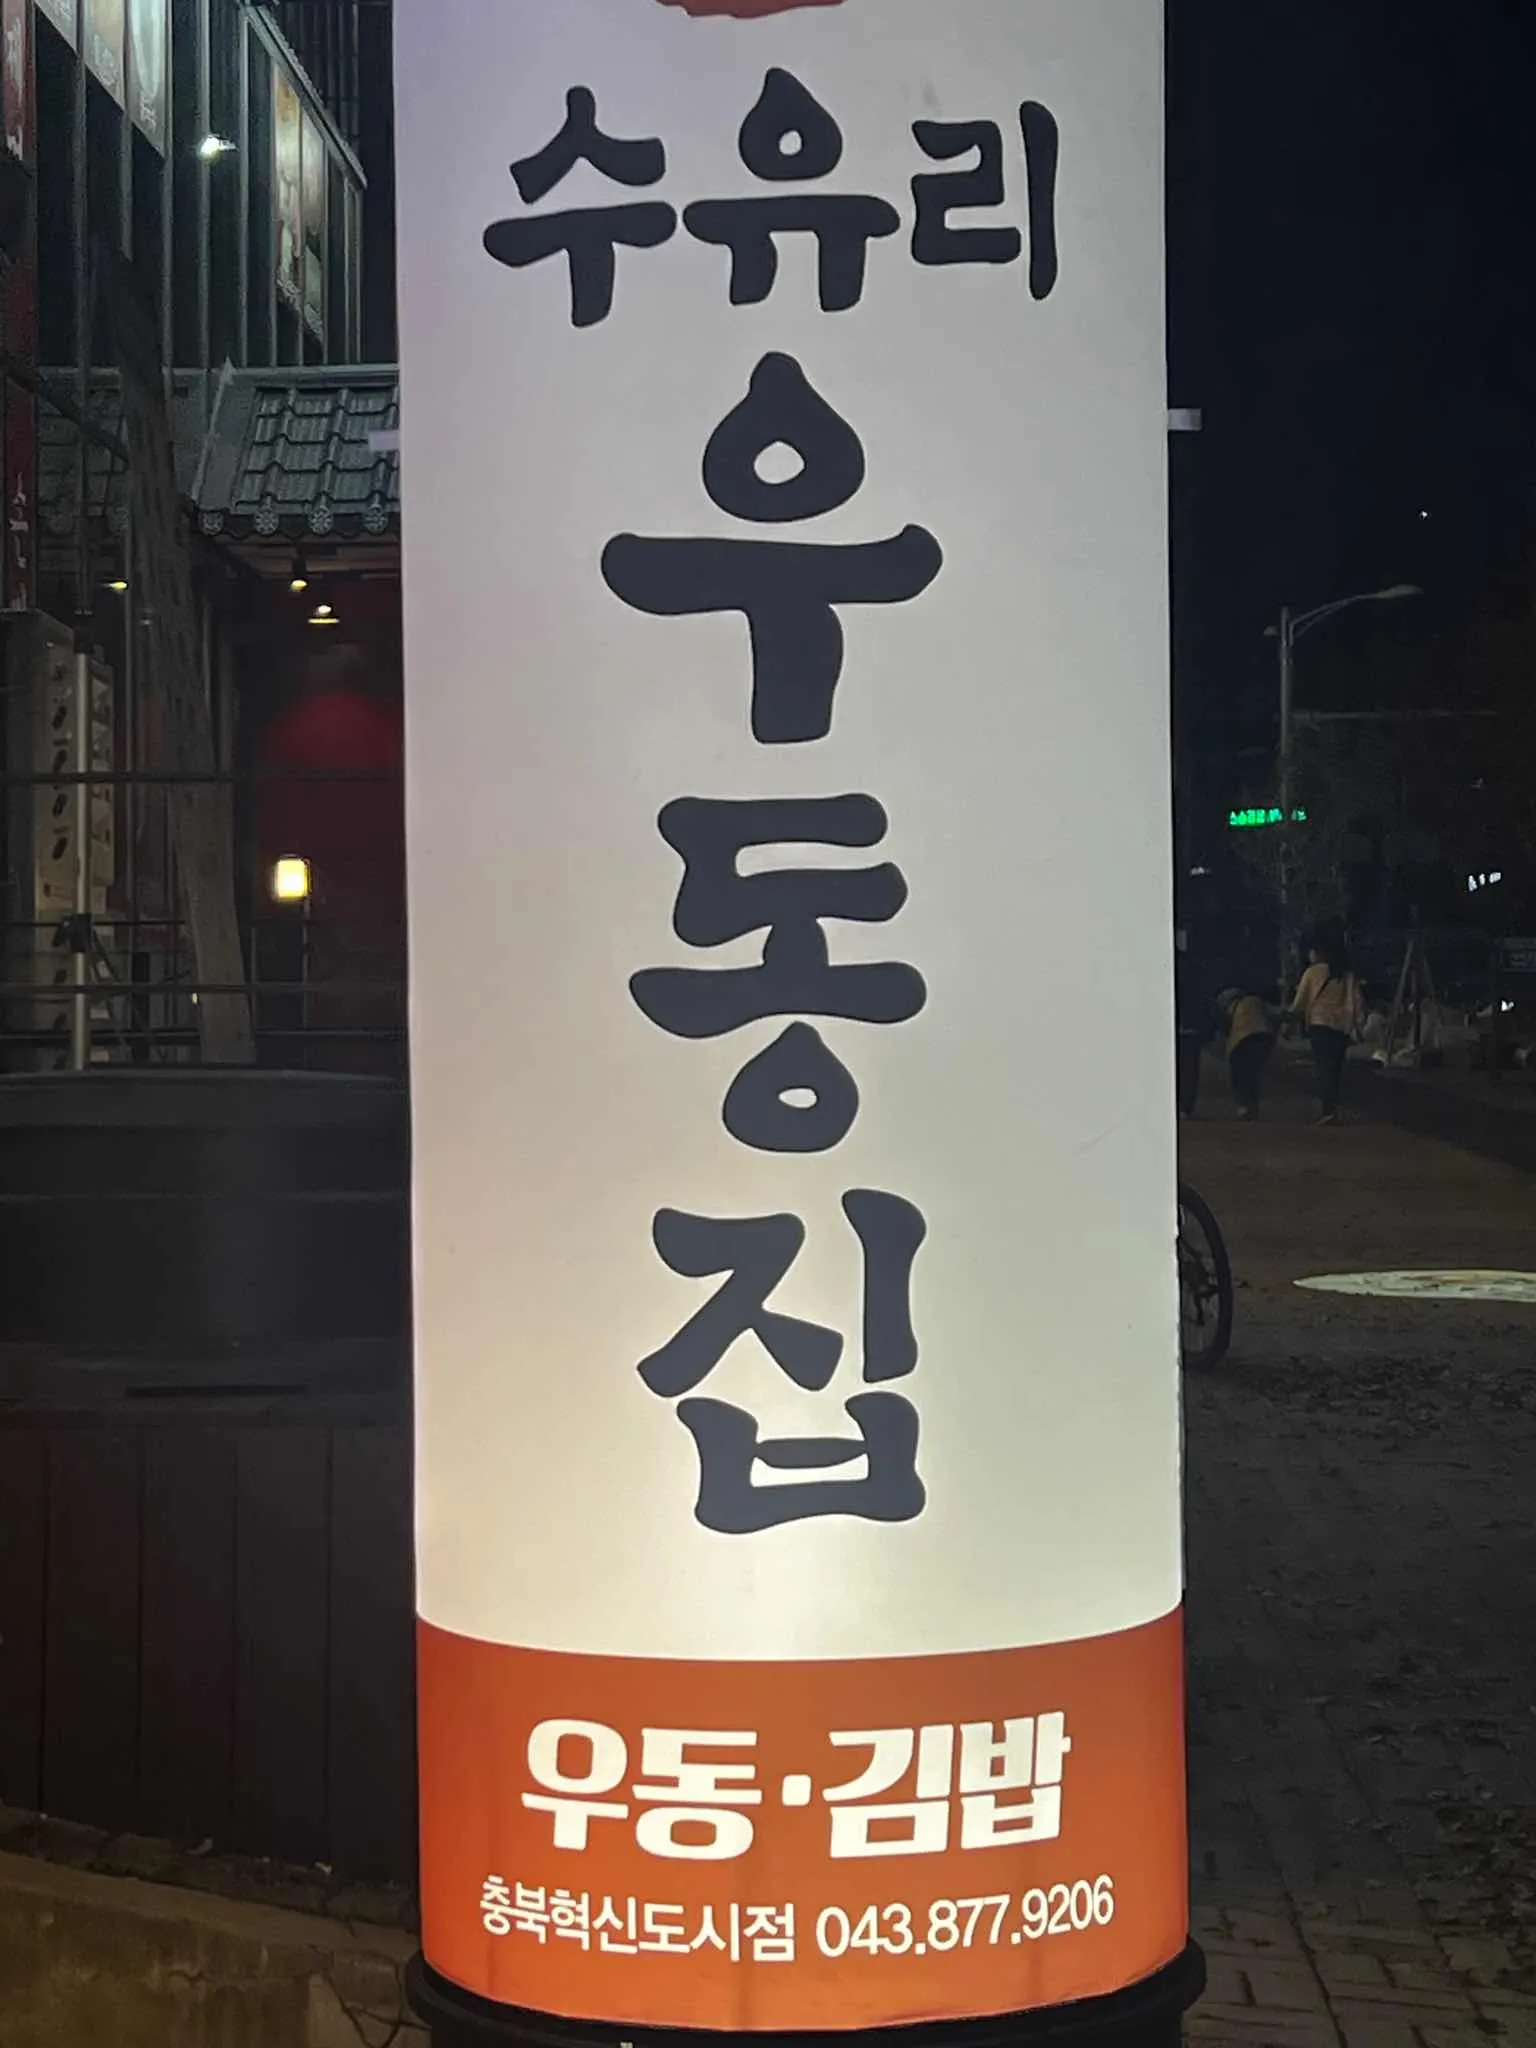 수유리
우
동
집
우동·김밥
충북혁신도시점 043.877.9206